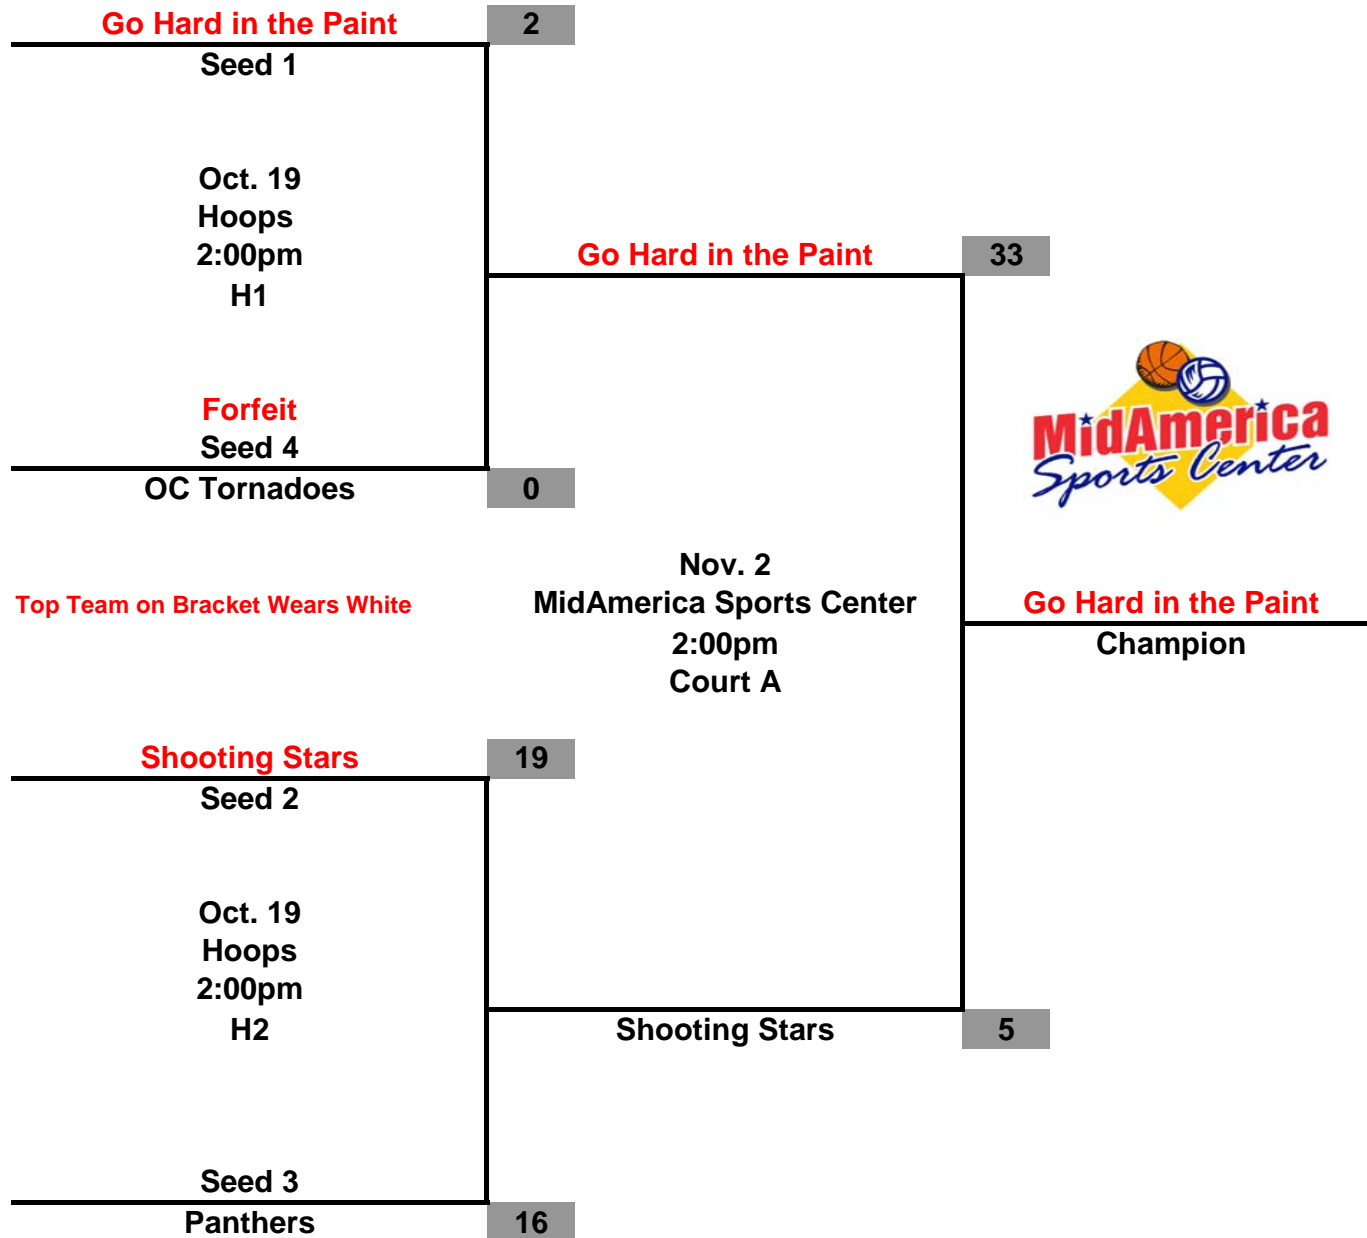 Go Hard in the Paint 2
Seed 1
Oct. 19
Hoops
2:00pm
H1
Go Hard in the Paint 33
Forfeit
Seed 4
OC Tornadoes 0
MidAmerica
Sports Center
Nov. 2
MidAmerica Sports Center
2:00pm
Court A
Top Team on Bracket Wears White
Go Hard in the Paint
Champion
Shooting Stars 19
Seed 2
Oct. 19
Hoops
2:00pm
H2
Shooting Stars 5
Seed 3
Panthers 16